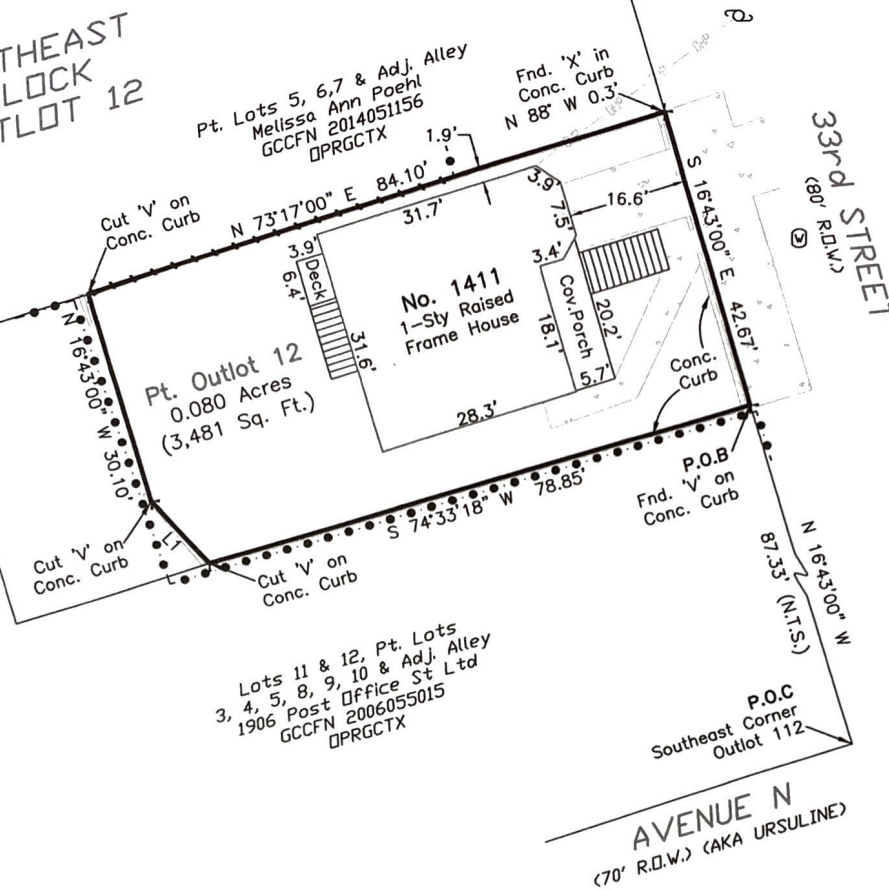 THEAST
LOCK
TLOT 12
Pt. Lots 5, 6,7 & Adj. Alley
Melissa Ann Poehl
GCCFN 2014051156
OPRGCTX
Fnd. 'X' in
Conc. Curb
N 88° W 0.3'
1.9'
33rd STREET
(80' R.O.W.)
Cut 'V' on
Conc. Curb
N 73°17'00" E 84.10'
S 16°43'00" E 42.67'
31.7'
3.9'
7.5'
16.6'
3.4'
3.9'
6.4'
Deck
31.6'
No. 1411
1-Sty Raised
Frame House
Cov.Porch
18.1'
20.2'
5.7'
28.3'
Conc.
Curb
Pt. Outlot 12
0.080 Acres
(3,481 Sq. Ft.)
N 16°43'00" W 30.10'
S 74°33'18" W 78.85'
P.O.B
Fnd. 'V' on
Conc. Curb
Cut 'V' on
Conc. Curb
L1
Cut 'V' on
Conc. Curb
N 16°43'00" W
87.33' (N.T.S.)
Lots 11 & 12, Pt. Lots
3, 4, 5, 8, 9, 10 & Adj. Alley
1906 Post Office St Ltd
GCCFN 2006055015
OPRGCTX
P.O.C
Southeast Corner
Outlot 112
AVENUE N
(70' R.O.W.) (AKA URSULINE)